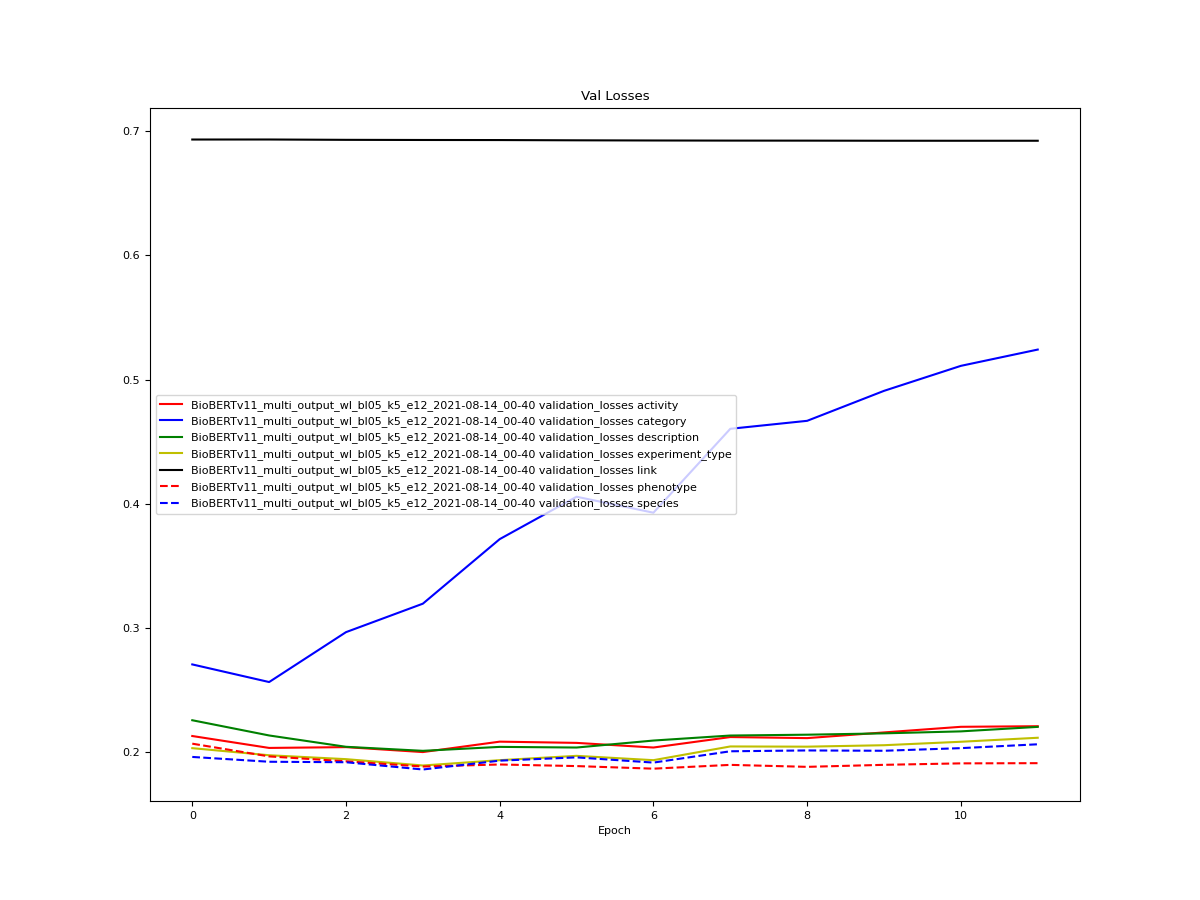 Val Losses
0.7
0.6
0.5
0.4
0.3
0.2
BioBERTv11_multi_output_wl_bl05_k5_e12_2021-08-14_00-40 validation_losses activity
BioBERTv11_multi_output_wl_bl05_k5_e12_2021-08-14_00-40 validation_losses category
BioBERTv11_multi_output_wl_bl05_k5_e12_2021-08-14_00-40 validation_losses description
BioBERTv11_multi_output_wl_bl05_k5_e12_2021-08-14_00-40 validation_losses experiment_type
BioBERTv11_multi_output_wl_bl05_k5_e12_2021-08-14_00-40 validation_losses link
BioBERTv11_multi_output_wl_bl05_k5_e12_2021-08-14_00-40 validation_losses phenotype
BioBERTv11_multi_output_wl_bl05_k5_e12_2021-08-14_00-40 validation_losses species
0 2 4 6 8 10
Epoch